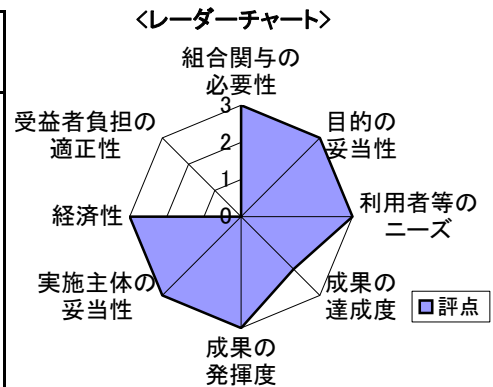 <レーダーチャート>
組合関与の
必要性
目的の
妥当性
利用者等の
ニーズ
成果の
達成度
成果の
発揮度
実施主体の
妥当性
経済性
受益者負担の
適正性
3
2
1
0
評点